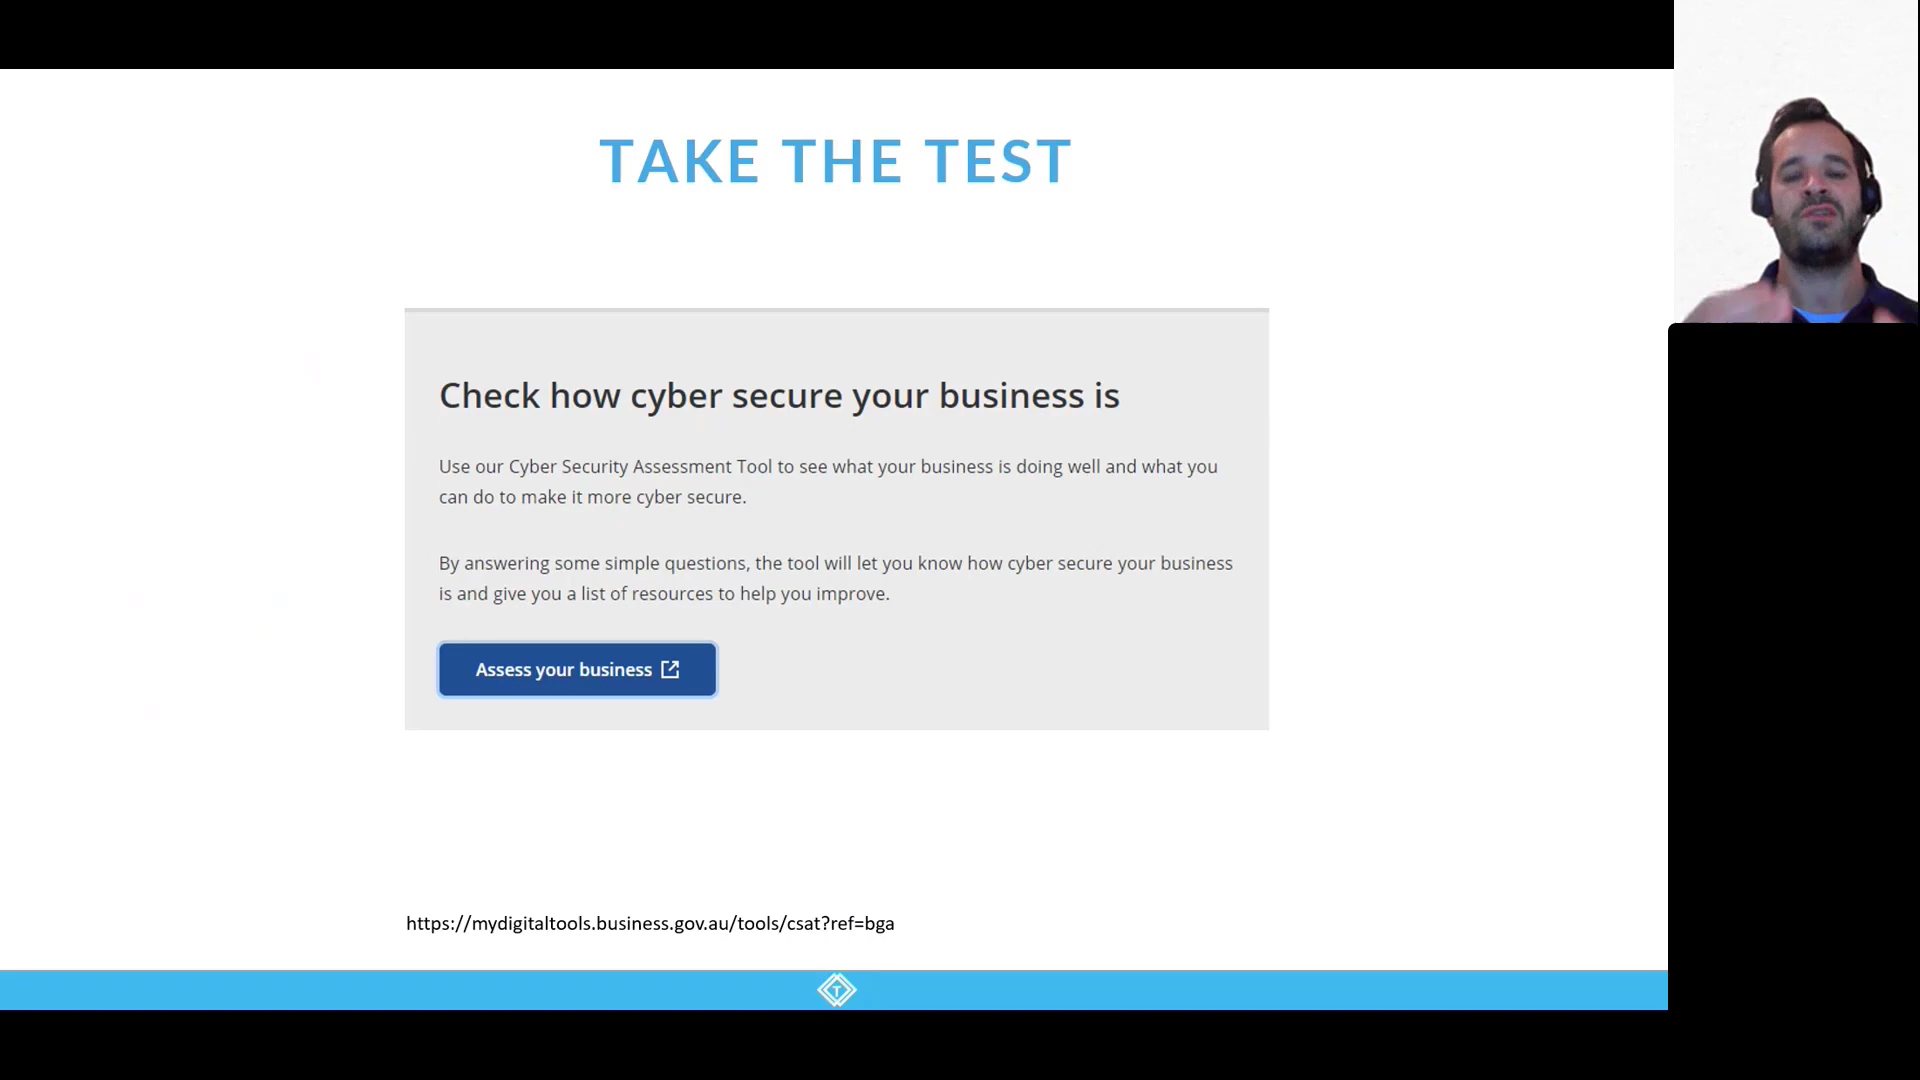 TAKE THE TEST
Check how cyber secure your business is
Use our Cyber Security Assessment Tool to see what your business is doing well and what you
can do to make it more cyber secure.
By answering some simple questions, the tool will let you know how cyber secure your business
is and give you a list of resources to help you improve.
Assess your business
https://mydigitaltools.business.gov.au/tools/csat?ref=bga
T